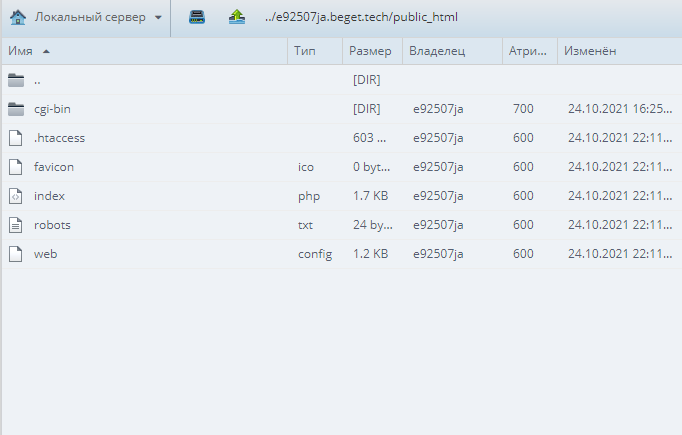 Локальный сервер ../e92507ja.beget.tech/public_html
Имя Тип Размер Владелец Атри... Изменён
.. [DIR]
cgi-bin [DIR] e92507ja 700 24.10.2021 16:25...
.htaccess 603 ... e92507ja 600 24.10.2021 22:11...
favicon ico 0 byt... e92507ja 600 24.10.2021 22:11...
index php 1.7 KB e92507ja 600 24.10.2021 22:11...
robots txt 24 by... e92507ja 600 24.10.2021 22:11...
web config 1.2 KB e92507ja 600 24.10.2021 22:11...